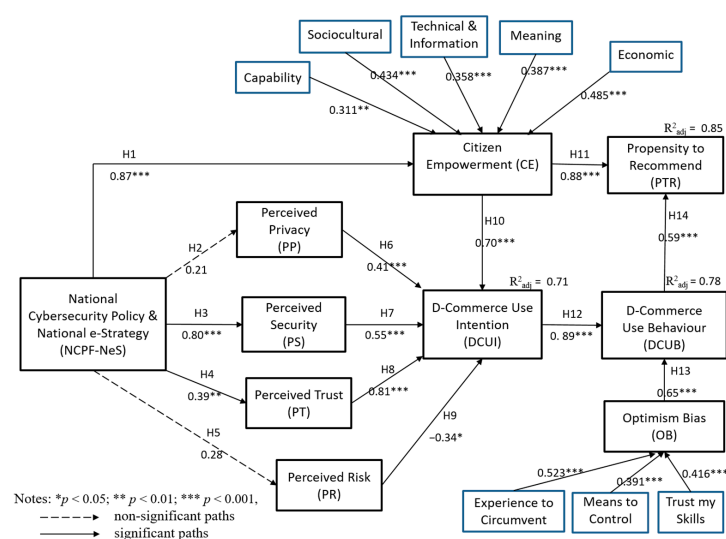 Sociocultural
Technical &
Information
Meaning
Economic
Capability
0.434***
0.358***
0.387***
0.485***
0.311**
R²adj = 0.85
H1
0.87***
Citizen
Empowerment (CE)
H11
0.88***
Propensity to
Recommend
(PTR)
Perceived
Privacy
(PP)
H2
0.21
H6
0.41***
H10
0.70***
H14
0.59***
R²adj = 0.71
R²adj = 0.78
National
Cybersecurity Policy &
National e-Strategy
(NCPF-NeS)
H3
0.80***
Perceived
Security
(PS)
H7
0.55***
D-Commerce Use
Intention
(DCUI)
H12
0.89***
D-Commerce
Use Behaviour
(DCUB)
H4
0.39**
Perceived Trust
(PT)
H8
0.81***
H13
0.65***
H5
0.28
H9
−0.34*
Optimism Bias
(OB)
Perceived Risk
(PR)
0.523***
0.391***
0.416***
Experience to
Circumvent
Means to
Control
Trust my
Skills
Notes: *p < 0.05; ** p < 0.01; *** p < 0.001,
non-significant paths
significant paths